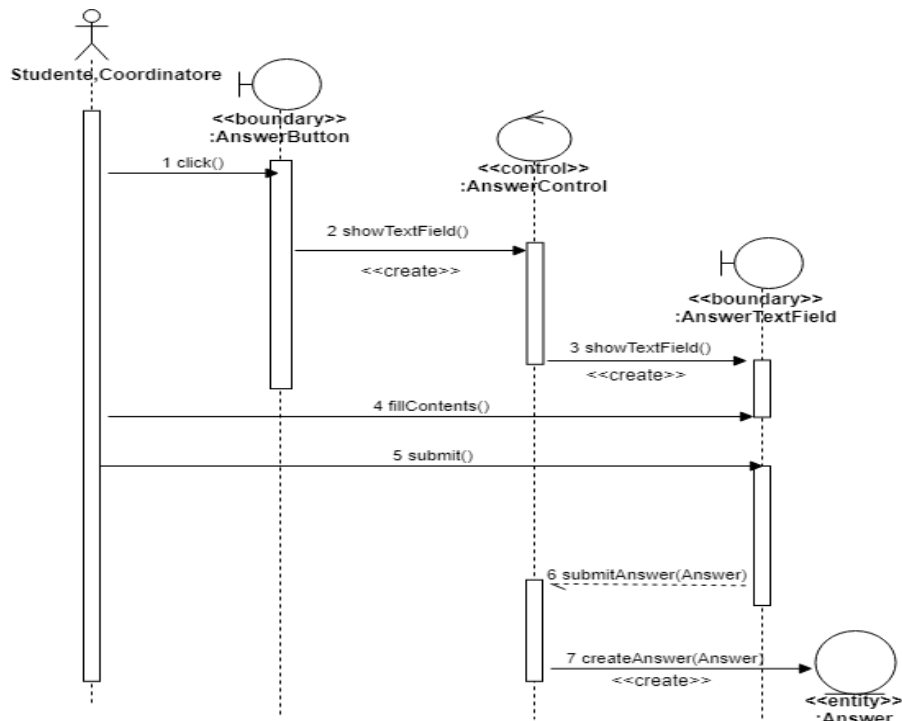 Studente,Coordinatore
<<boundary>>
:AnswerButton
<<control>>
:AnswerControl
1 click()
2 showTextField()
<<create>>
<<boundary>>
:AnswerTextField
3 showTextField()
<<create>>
4 fillContents()
5 submit()
6 submitAnswer(Answer)
7 createAnswer(Answer)
<<create>>
<<entity>>
:Answer